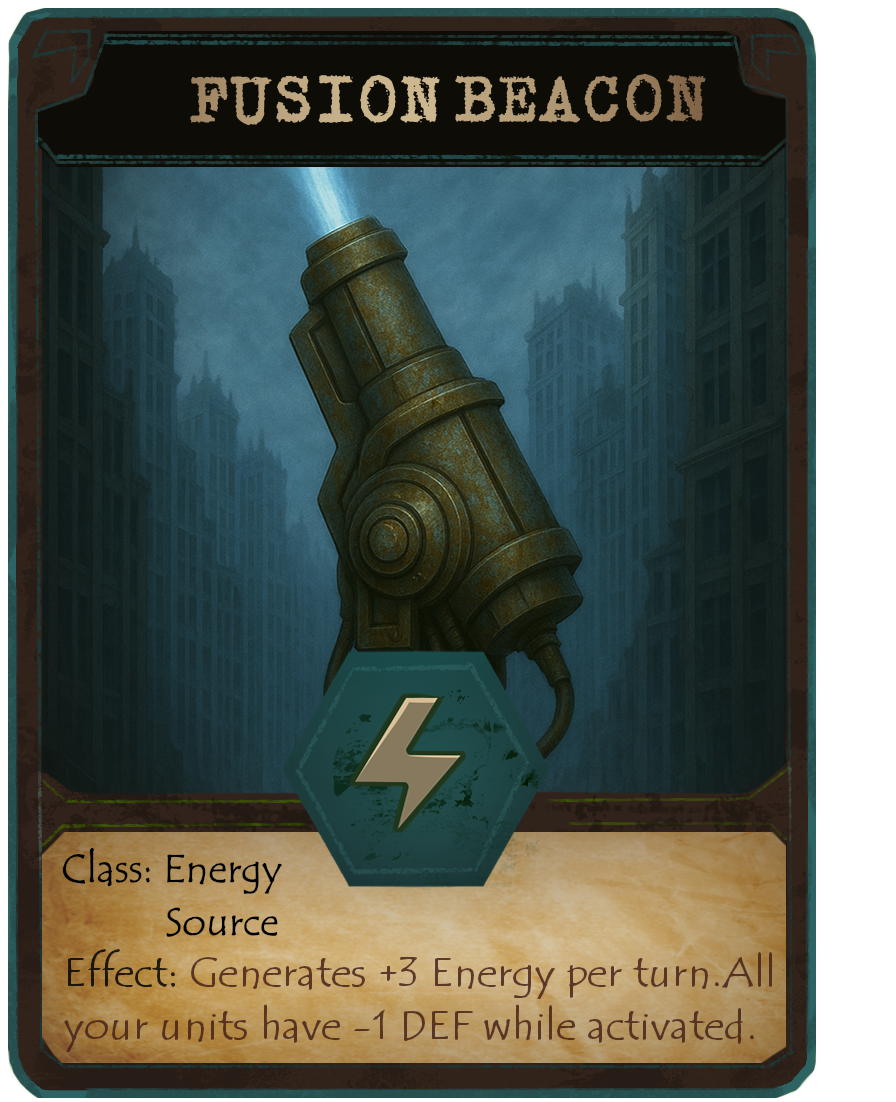 FUSION BEACON
Class: Energy
Source
Effect: Generates +3 Energy per turn.All
your units have -1 DEF while activated.